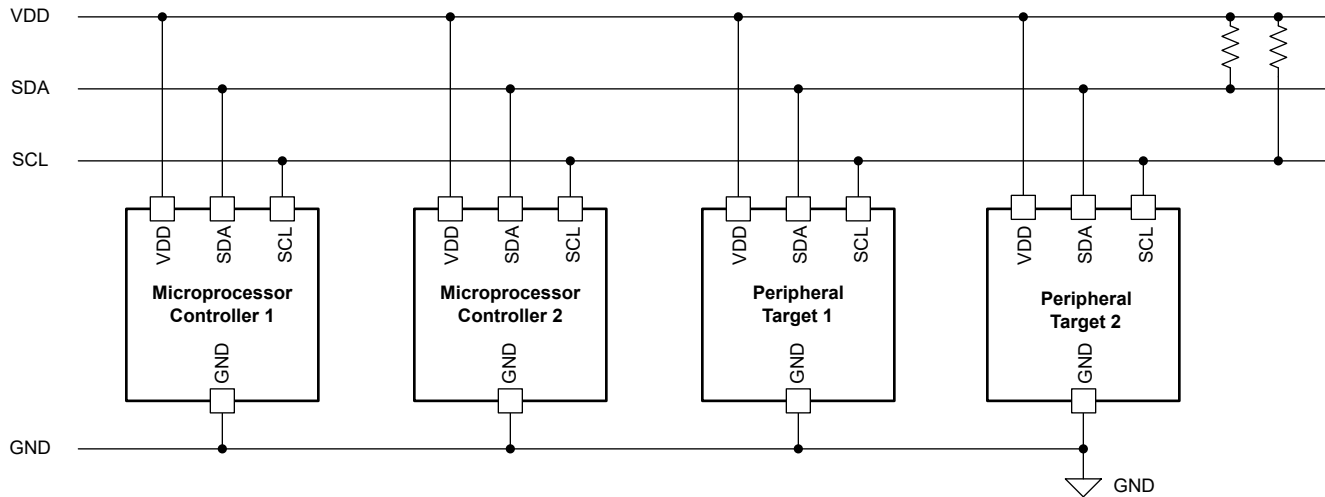 VDD
SDA
SCL
VDD
SDA
SCL
Microprocessor
Controller 1
GND
VDD
SDA
SCL
Microprocessor
Controller 2
GND
VDD
SDA
SCL
Peripheral
Target 1
GND
VDD
SDA
SCL
Peripheral
Target 2
GND
GND
GND